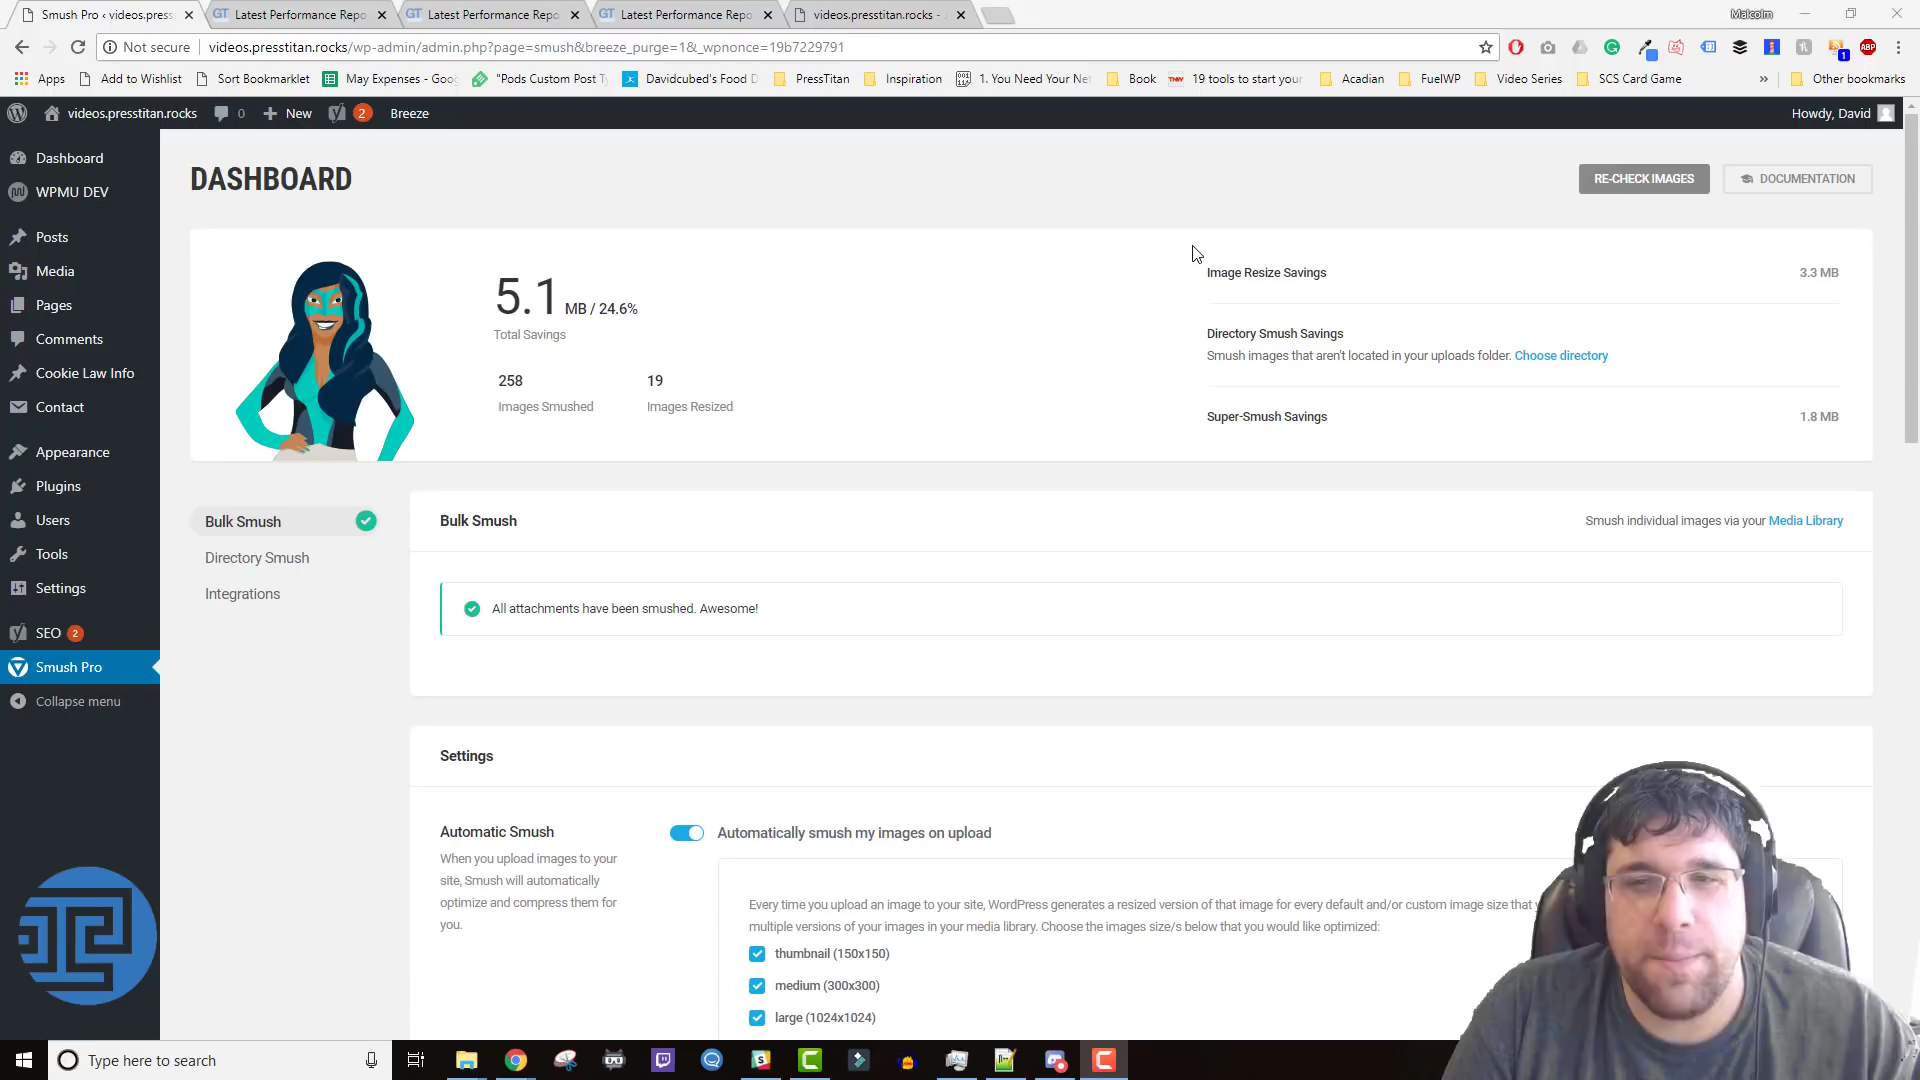 Smush Pro ‹ videos.press
Latest Performance Repo
Latest Performance Repo
Latest Performance Repo
videos.presstitan.rocks -
Malcolm
Not secure
videos.presstitan.rocks/wp-admin/admin.php?page=smush&breeze_purge=1&_wpnonce=19b7229791
ABP
Apps
Add to Wishlist
Sort Bookmarklet
May Expenses - Goo
"Pods Custom Post Ty
Davidcubed's Food D
PressTitan
Inspiration
1. You Need Your Net
Book
19 tools to start your
Acadian
FuelWP
Video Series
SCS Card Game
»
Other bookmarks
videos.presstitan.rocks
0
New
2
Breeze
Howdy, David
Dashboard
WPMU DEV
Posts
Media
Pages
Comments
Cookie Law Info
Contact
Appearance
Plugins
Users
Tools
Settings
SEO 2
Smush Pro
Collapse menu
DASHBOARD
RE-CHECK IMAGES
DOCUMENTATION
5.1 MB / 24.6%
Total Savings
258
Images Smushed
19
Images Resized
Image Resize Savings
3.3 MB
Directory Smush Savings
Smush images that aren't located in your uploads folder. Choose directory
Super-Smush Savings
1.8 MB
Bulk Smush
Directory Smush
Integrations
Bulk Smush
Smush individual images via your Media Library
All attachments have been smushed. Awesome!
Settings
Automatic Smush
When you upload images to your
site, Smush will automatically
optimize and compress them for
you.
Automatically smush my images on upload
Every time you upload an image to your site, WordPress generates a resized version of that image for every default and/or custom image size that
multiple versions of your images in your media library. Choose the images size/s below that you would like optimized:
thumbnail (150x150)
medium (300x300)
large (1024x1024)
Type here to search